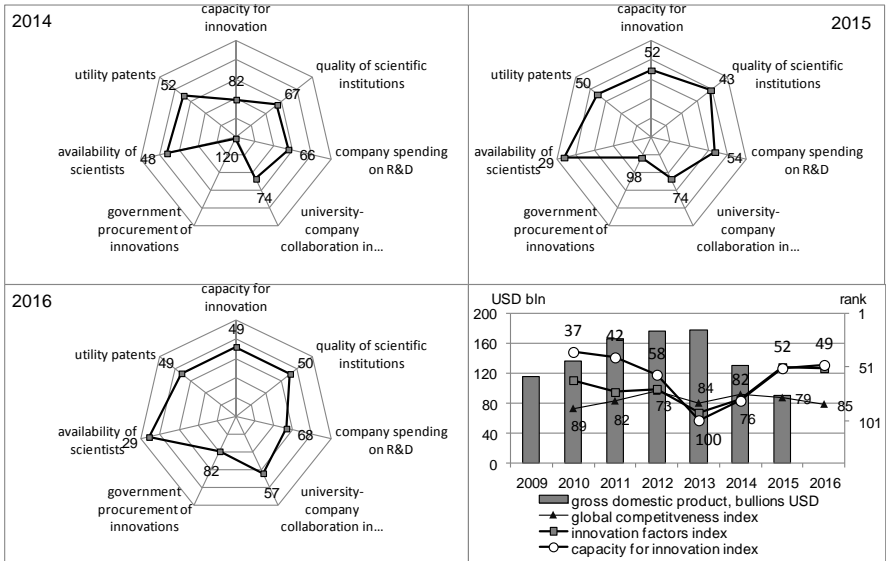 2014
capacity for
innovation
82
quality of scientific
institutions
67
utility patents
52
66
company spending
on R&D
availability of
scientists
48
120
74
government
procurement of
innovations
university-
company
collaboration in...
2015
capacity for
innovation
52
quality of scientific
institutions
43
utility patents
50
54
company spending
on R&D
availability of
scientists
29
98
74
government
procurement of
innovations
university-
company
collaboration in...
2016
capacity for
innovation
49
quality of scientific
institutions
50
utility patents
49
68
company spending
on R&D
availability of
scientists
29
82
57
government
procurement of
innovations
university-
company
collaboration in...
USD bln
rank
200
160
120
80
40
0
1
51
101
37
42
58
84
82
52
49
89
82
73
100
76
79
85
2009 2010 2011 2012 2013 2014 2015 2016
gross domestic product, bullions USD
global competitveness index
innovation factors index
capacity for innovation index